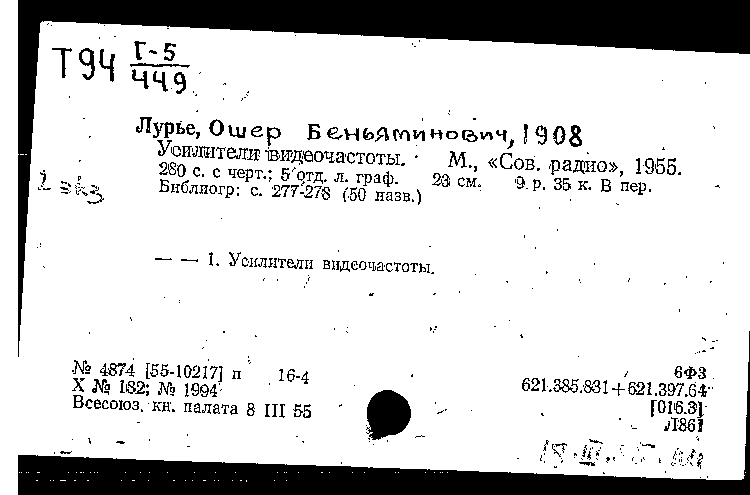 Т94 Г-5
449
Лурье, Ошер Беньяминович, 1908
Усилители видеочастоты. М., «Сов. радио», 1955.
280 с. с черт.; 5 отд. л. граф. 23 см. 9 р. 35 к. В пер.
2 экз
Библиогр: с. 277-278 (50 назв.)
— — 1. Усилители видеочастоты.
№ 4874 [55-10217] п 16-4 6Ф3
Х № 182; № 1994 621.385.831+621.397.64
Всесоюз. кн. палата 8 III 55 [016.3]
Л861